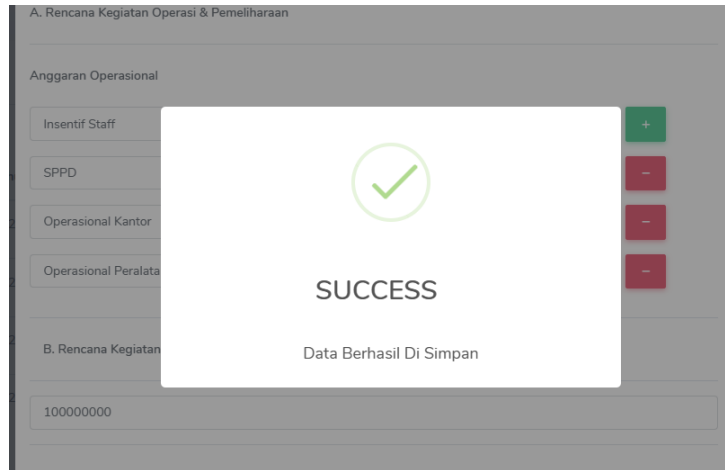 A. Rencana Kegiatan Operasi & Pemeliharaan
Anggaran Operasional
Insentif Staff
+
SPPD
-
Operasional Kantor
-
Operasional Peralata
-
SUCCESS
Data Berhasil Di Simpan
B. Rencana Kegiatan
100000000